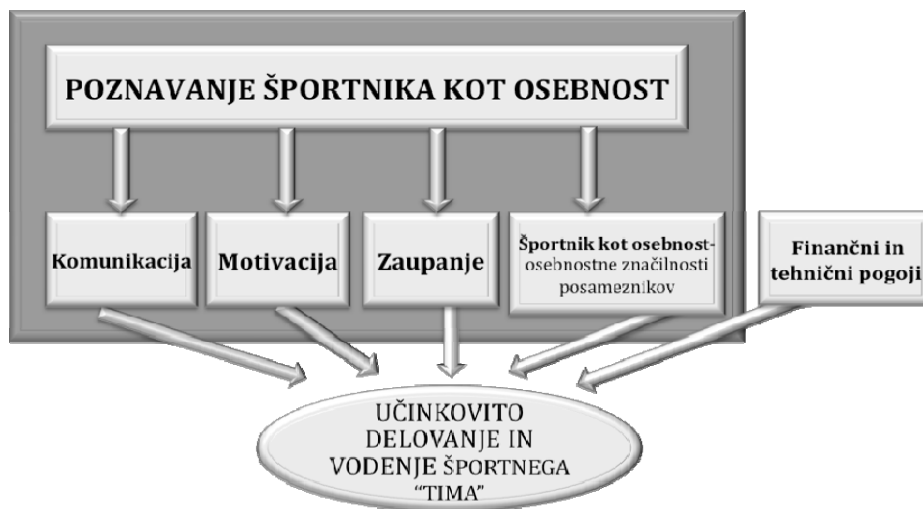 POZNAVANJE ŠPORTNIKA KOT OSEBNOST
Komunikacija
Motivacija
Zaupanje
Športnik kot osebnost-
osebnostne značilnosti
posameznikov
Finančni in
tehnični pogoji
UČINKOVITO
DELOVANJE IN
VODENJE ŠPORTNEGA
“TIMA”